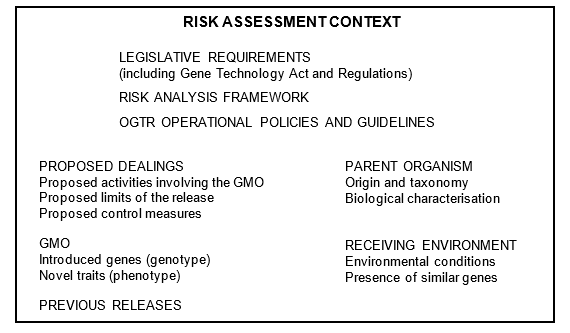 RISK ASSESSMENT CONTEXT
LEGISLATIVE REQUIREMENTS
(including Gene Technology Act and Regulations)
RISK ANALYSIS FRAMEWORK
OGTR OPERATIONAL POLICIES AND GUIDELINES
PROPOSED DEALINGS
Proposed activities involving the GMO
Proposed limits of the release
Proposed control measures
PARENT ORGANISM
Origin and taxonomy
Biological characterisation
GMO
Introduced genes (genotype)
Novel traits (phenotype)
RECEIVING ENVIRONMENT
Environmental conditions
Presence of similar genes
PREVIOUS RELEASES